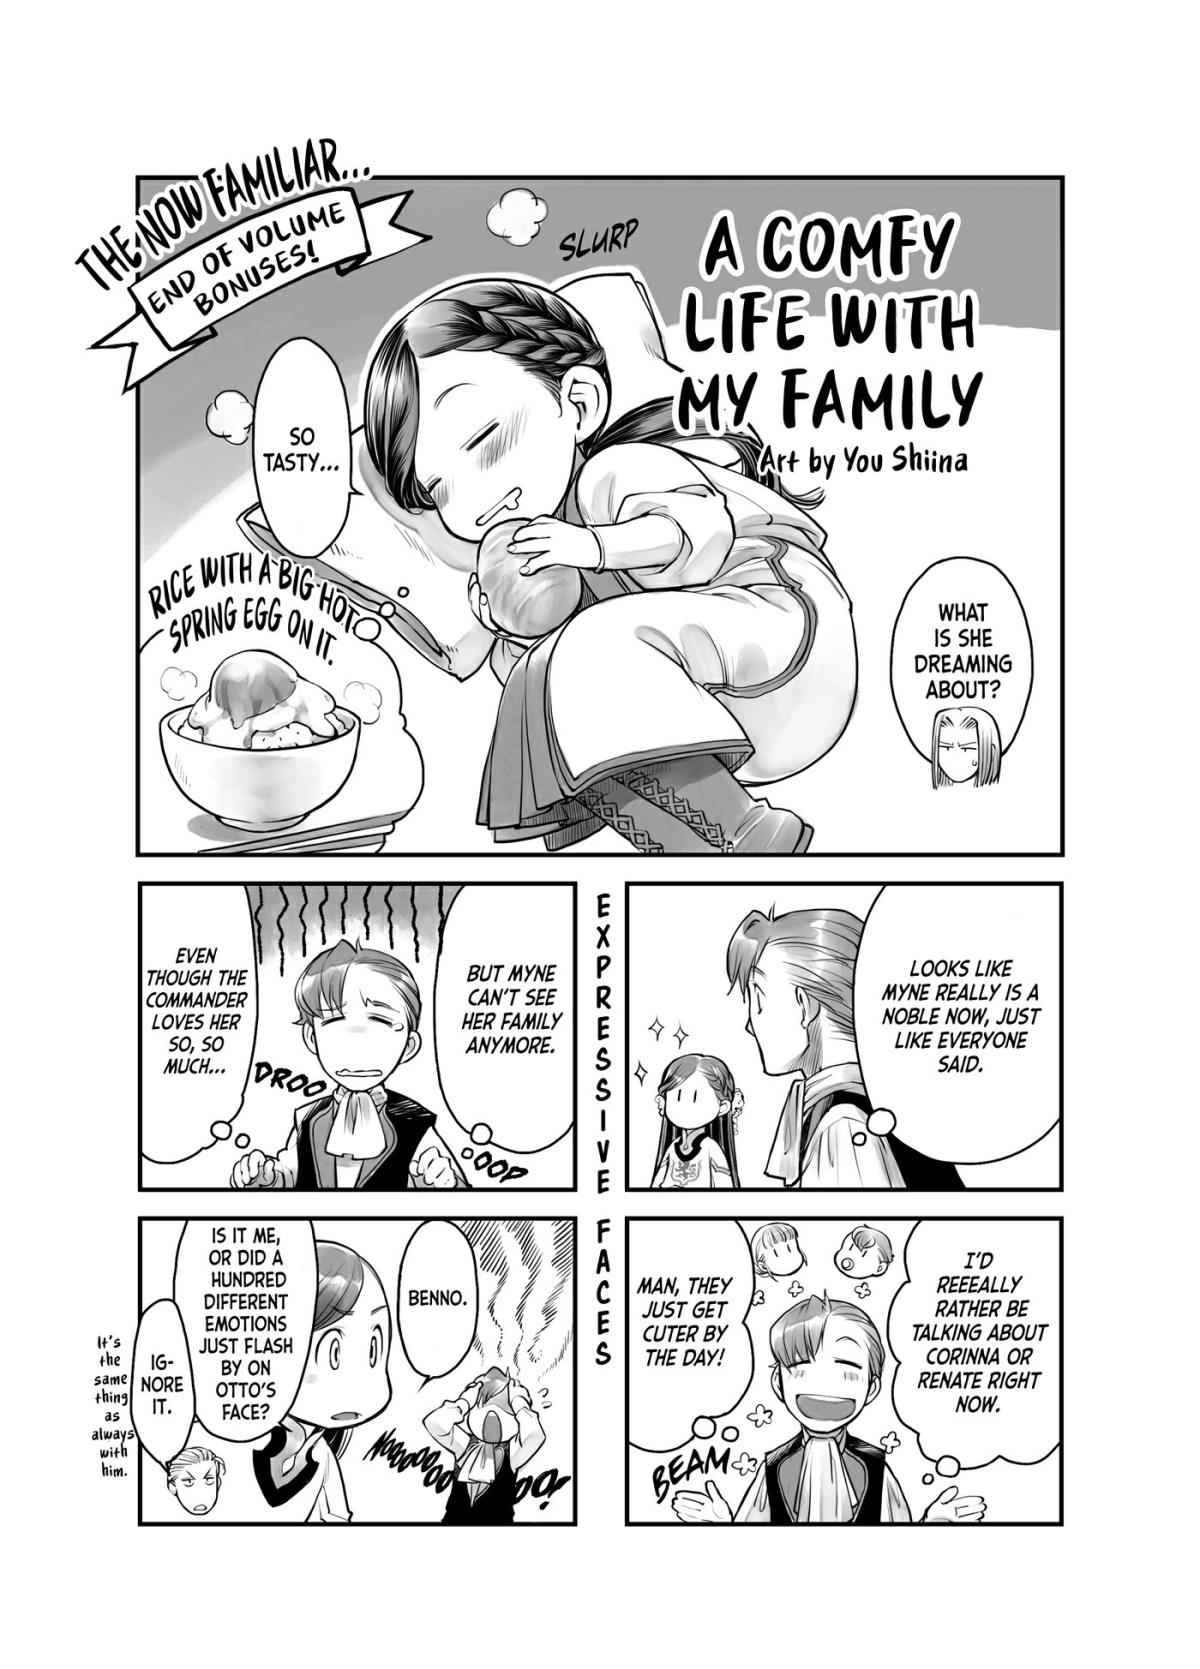 THE NOW FAMILIAR...
END OF VOLUME
BONUSES!
A COMFY
LIFE WITH
MY FAMILY
Art by You Shiina
SLURP
SO
TASTY...
RICE WITH A BIG HOT
SPRING EGG ON IT.
WHAT
IS SHE
DREAMING
ABOUT?
EXPRESSIVE FACES
LOOKS LIKE
MYNE REALLY IS A
NOBLE NOW, JUST
LIKE EVERYONE
SAID.
I'D
REEEALLY
RATHER BE
TALKING ABOUT
CORINNA OR
RENATE RIGHT
NOW.
MAN, THEY
JUST GET
CUTER BY
THE DAY!
BEAM
BUT MYNE
CAN'T SEE
HER FAMILY
ANYMORE.
EVEN
THOUGH THE
COMMANDER
LOVES HER
SO, SO
MUCH...
DROO
OOP
BENNO.
NOOOOOOO
OO!
IS IT ME,
OR DID A
HUNDRED
DIFFERENT
EMOTIONS
JUST FLASH
BY ON
OTTO'S
FACE?
IG-
NORE
IT.
It's
the
same
thing
as
always
with
him.